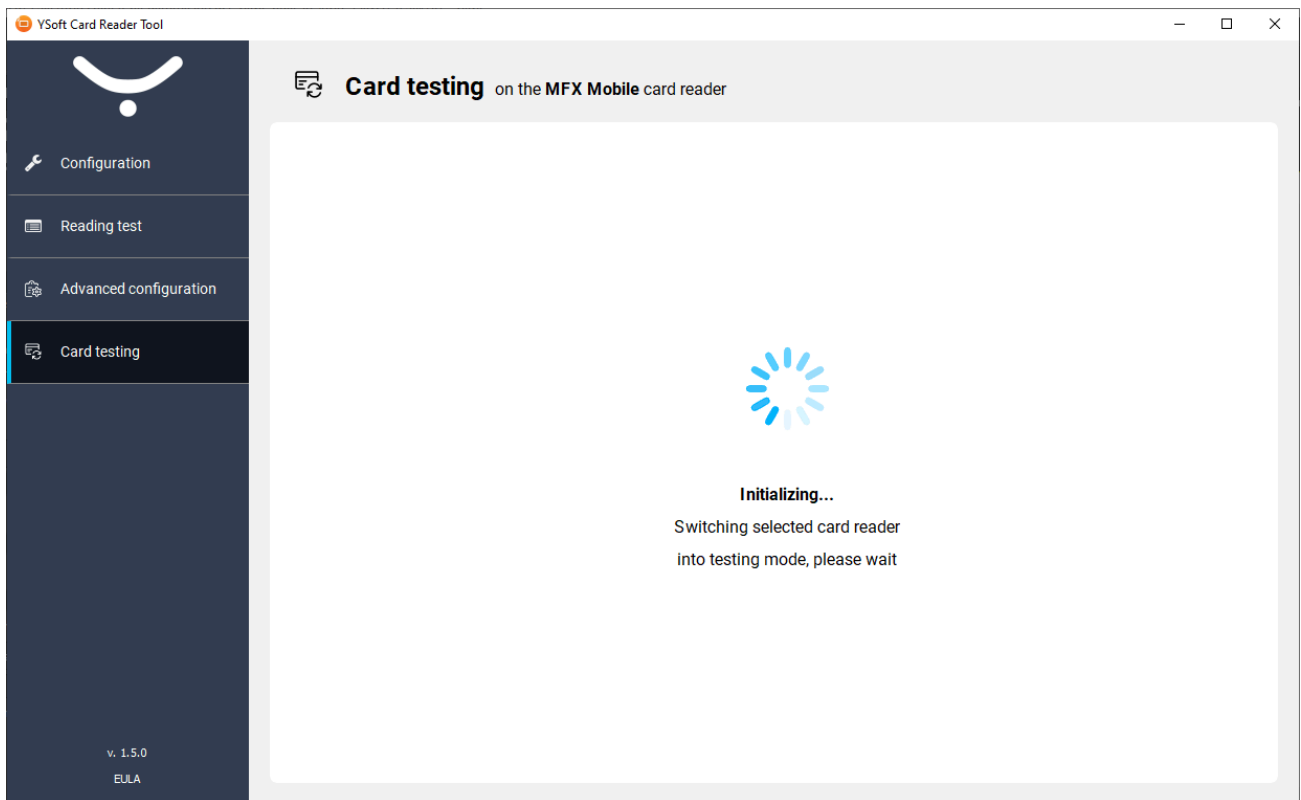 YSoft Card Reader Tool
Card testing on the MFX Mobile card reader
Configuration
Reading test
Advanced configuration
Card testing
Initializing...
Switching selected card reader
into testing mode, please wait
v. 1.5.0
EULA